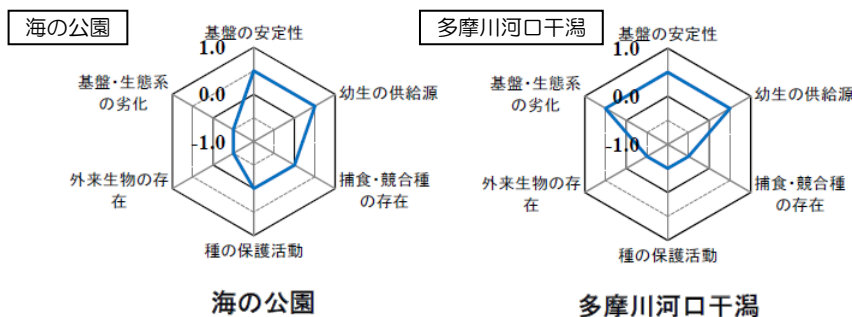 海の公園
基盤の安定性
1.0
0.0
-1.0
幼生の供給源
捕食・競合種
の存在
種の保護活動
外来生物の存
在
基盤・生態系
の劣化
海の公園
多摩川河口干潟
基盤の安定性
1.0
0.0
-1.0
幼生の供給源
捕食・競合種
の存在
種の保護活動
外来生物の存
在
基盤・生態系
の劣化
多摩川河口干潟